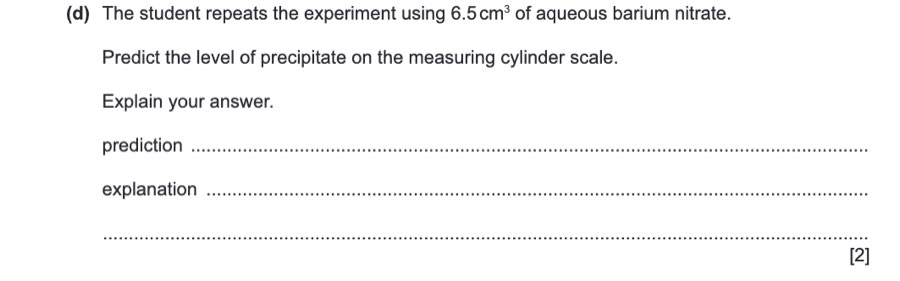 (d) The student repeats the experiment using 6.5 cm³ of aqueous barium nitrate.
Predict the level of precipitate on the measuring cylinder scale.
Explain your answer.
prediction ................................................................................
explanation ................................................................................
................................................................................
[2]